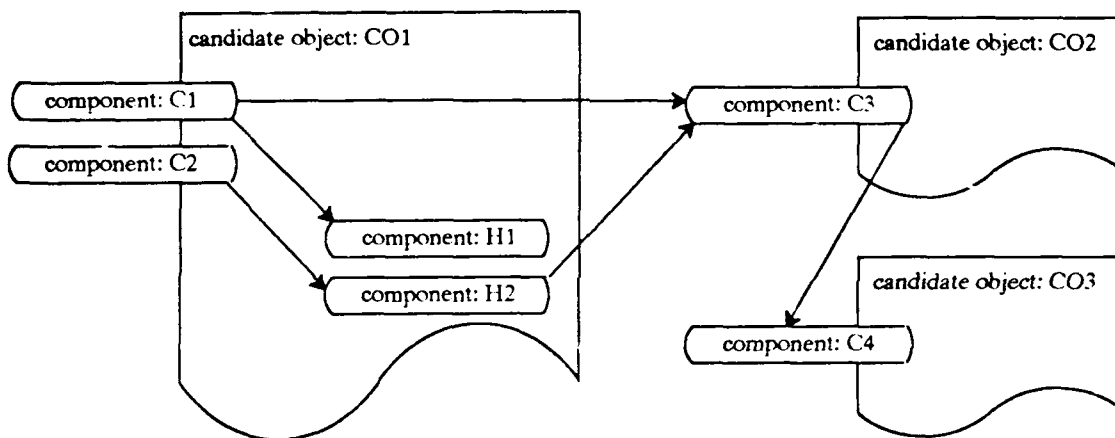 candidate object: CO1
candidate object: CO2
component: C1
component: C3
component: C2
component: H1
component: H2
candidate object: CO3
component: C4